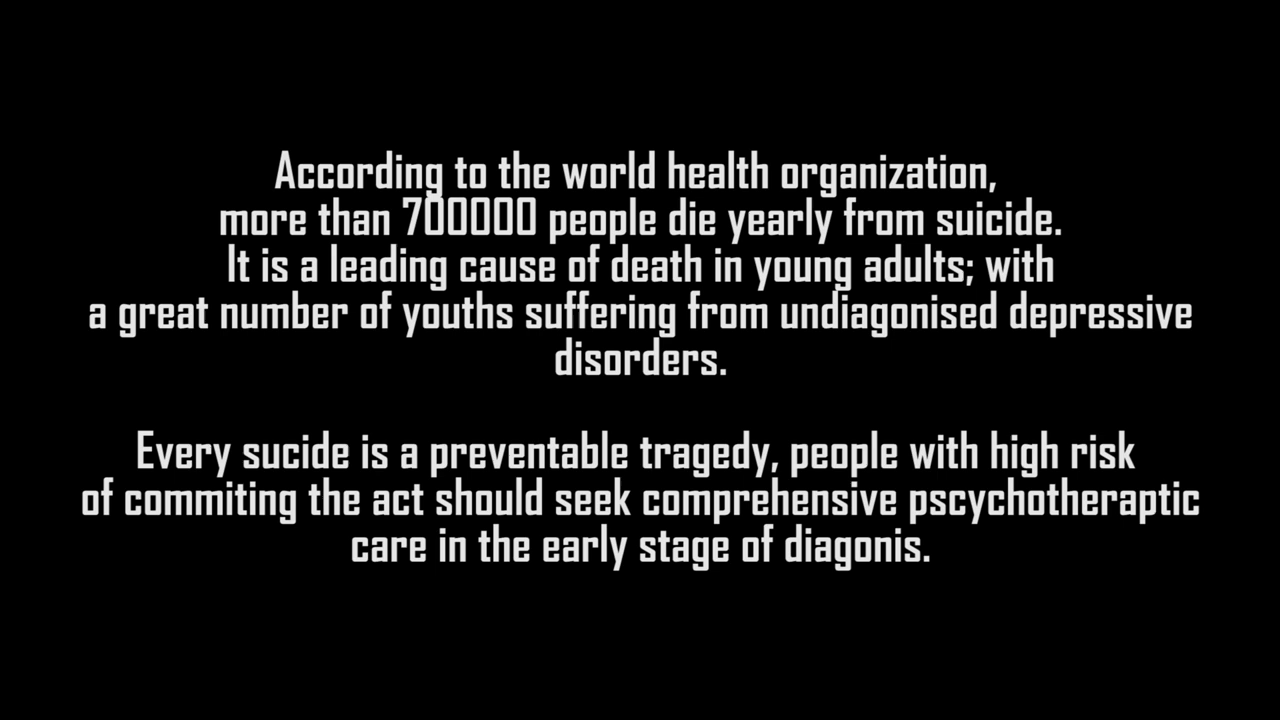 According to the world health organization,
more than 700000 people die yearly from suicide.
It is a leading cause of death in young adults; with
a great number of youths suffering from undiagonised depressive
disorders.
Every sucide is a preventable tragedy, people with high risk
of commiting the act should seek comprehensive pscychotheraptic
care in the early stage of diagonis.